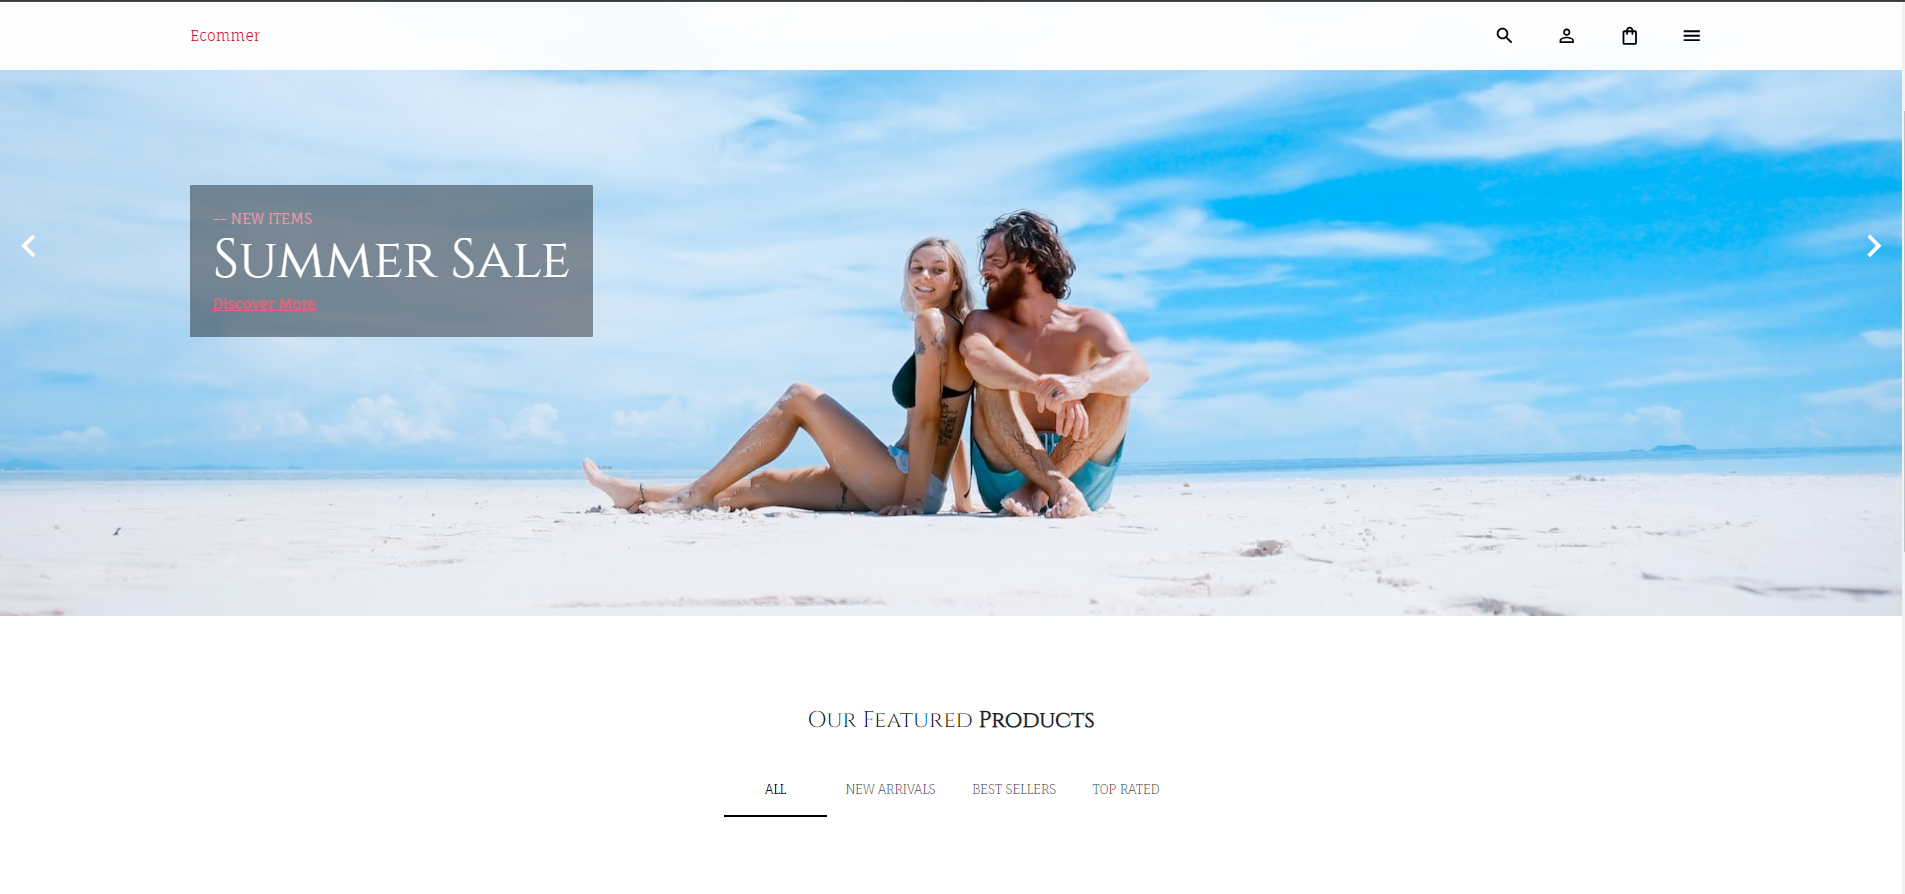 Ecommer
-- NEW ITEMS
SUMMER SALE
Discover More
OUR FEATURED PRODUCTS
ALL NEW ARRIVALS BEST SELLERS TOP RATED